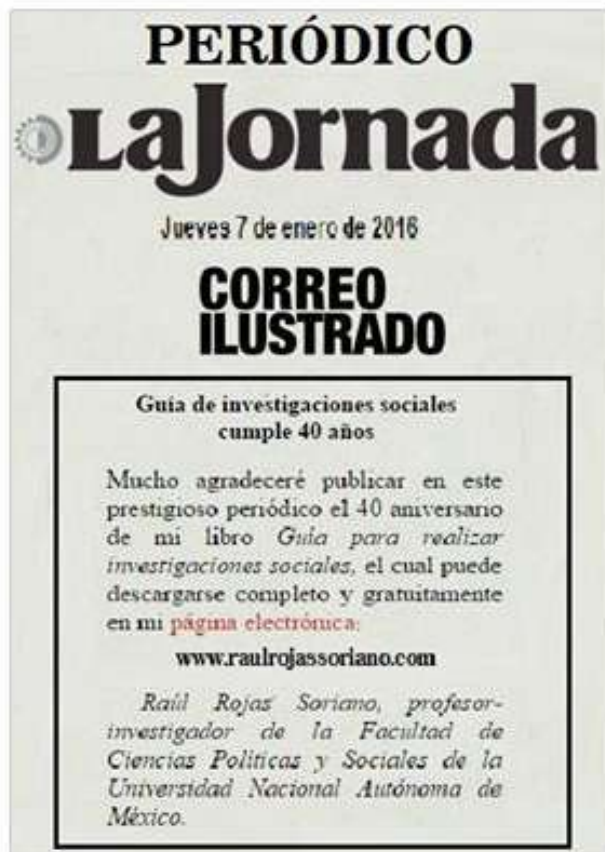 PERIÓDICO
LaJornada
Jueves 7 de enero de 2016
CORREO
ILUSTRADO
Guía de investigaciones sociales
cumple 40 años
Mucho agradeceré publicar en este
prestigioso periódico el 40 aniversario
de mi libro Guía para realizar
investigaciones sociales, el cual puede
descargarse completo y gratuitamente
en mi página electrónica:
www.raulrojassoriano.com
Raúl Rojas Soriano, profesor-
investigador de la Facultad de
Ciencias Políticas y Sociales de la
Universidad Nacional Autónoma de
México.